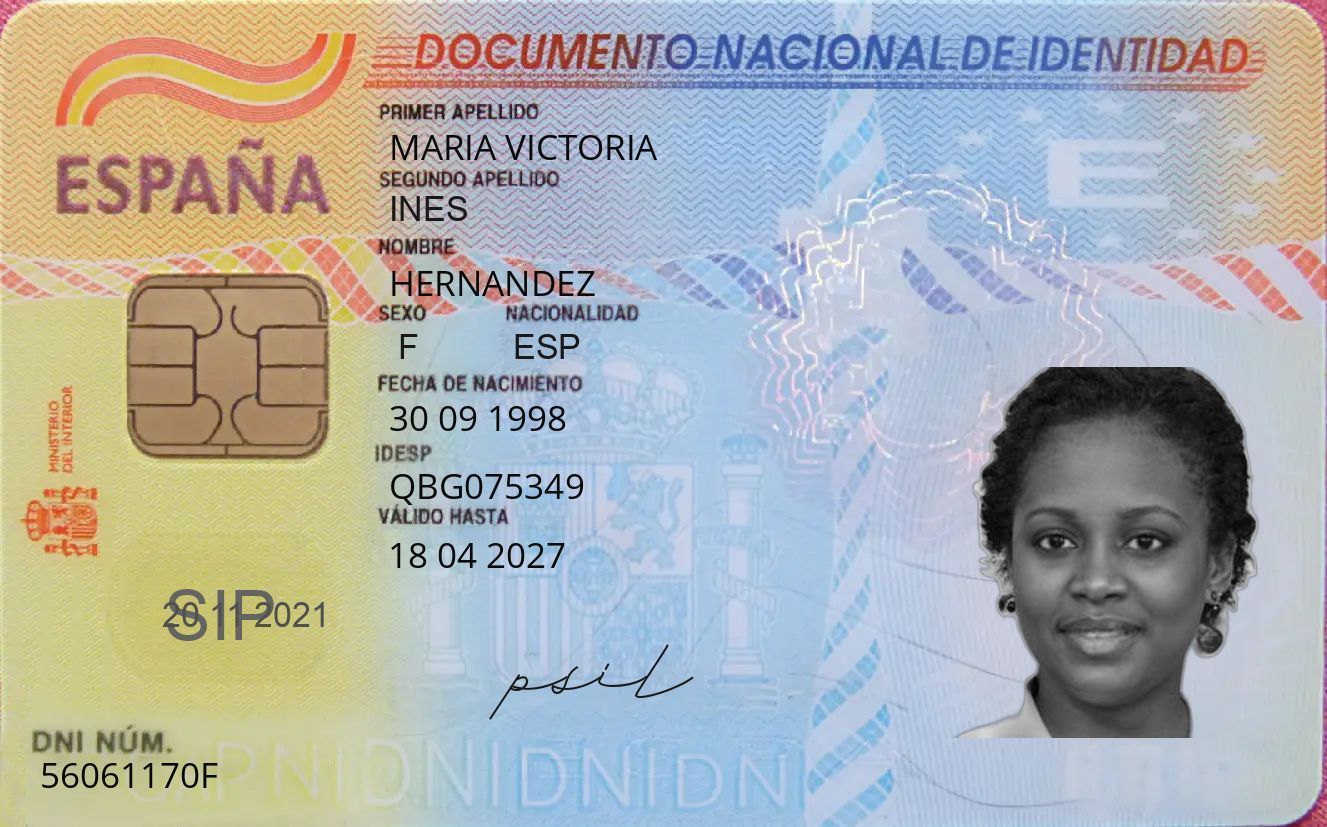 DOCUMENTO NACIONAL DE IDENTIDAD
ESPAÑA
PRIMER APELLIDO
MARIA VICTORIA
SEGUNDO APELLIDO
INES
NOMBRE
HERNANDEZ
SEXO NACIONALIDAD
F ESP
FECHA DE NACIMIENTO
30 09 1998
IDESP
QBG075349
VÁLIDO HASTA
18 04 2027
MINISTERIO
DEL INTERIOR
E
SIP
20 11 2021
psil
DNI NÚM.
56061170F
DNIDNIDNIDNI